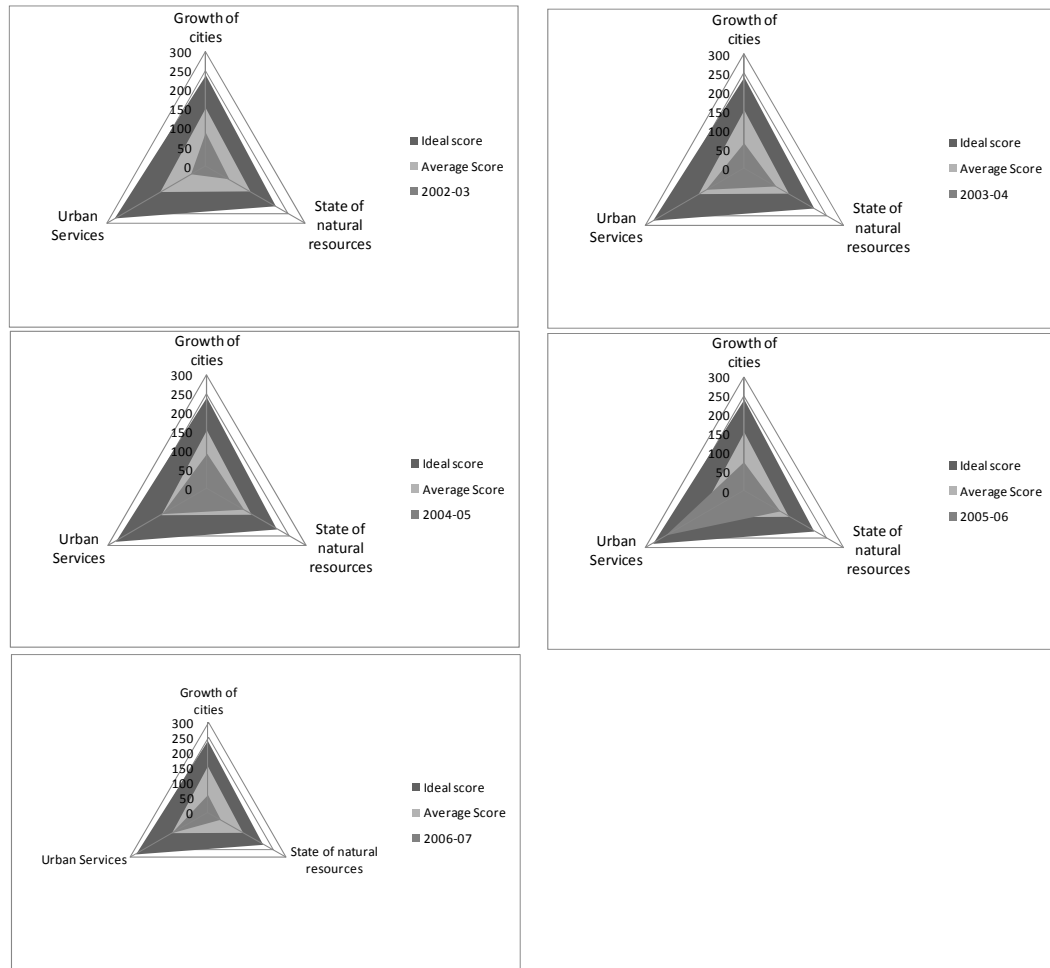 Growth of
cities
300
250
200
150
100
50
0
Urban
Services
State of
natural
resources
Ideal score
Average Score
2002-03
Growth of
cities
300
250
200
150
100
50
0
Urban
Services
State of
natural
resources
Ideal score
Average Score
2003-04
Growth of
cities
300
250
200
150
100
50
0
Urban
Services
State of
natural
resources
Ideal score
Average Score
2004-05
Growth of
cities
300
250
200
150
100
50
0
Urban
Services
State of
natural
resources
Ideal score
Average Score
2005-06
Growth of
cities
300
250
200
150
100
50
0
Urban Services
State of natural
resources
Ideal score
Average Score
2006-07